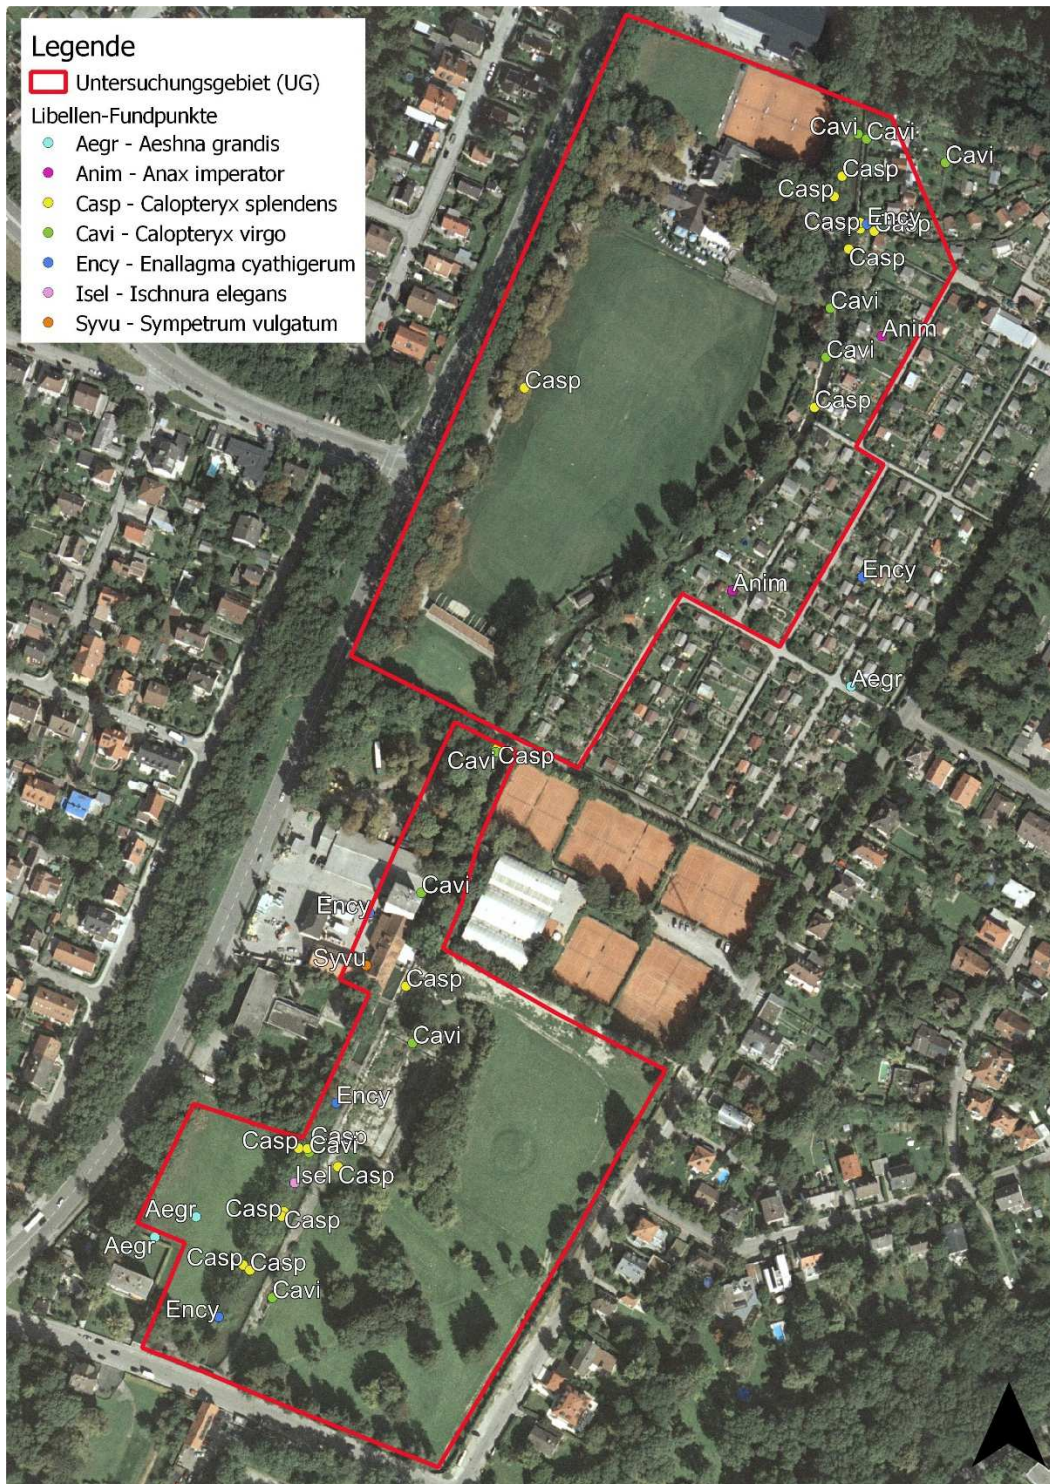 Legende
Untersuchungsgebiet (UG)
Libellen-Fundpunkte
Aegr - Aeshna grandis
Anim - Anax imperator
Casp - Calopteryx splendens
Cavi - Calopteryx virgo
Ency - Enallagma cyathigerum
Isel - Ischnura elegans
Syvu - Sympetrum vulgatum
Cavi
Cavi
Cavi
Casp
Casp
Casp
Ency
Casp
Casp
Cavi
Anim
Cavi
Casp
Casp
Ency
Anim
Aegr
Cavi
Casp
Cavi
Ency
Syvu
Casp
Cavi
Ency
Casp
Casp
Cavi
Isel
Casp
Aegr
Casp
Casp
Aegr
Casp
Casp
Cavi
Ency